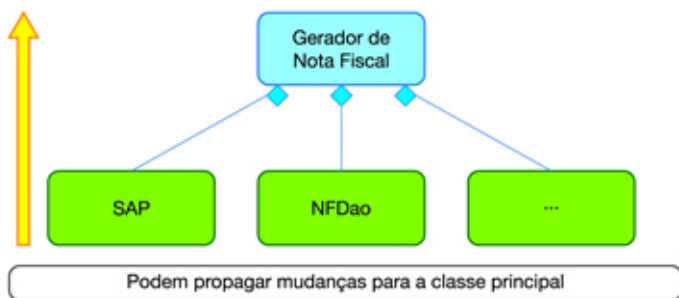 Gerador de
Nota Fiscal
SAP
NFDao
...
Podem propagar mudanças para a classe principal